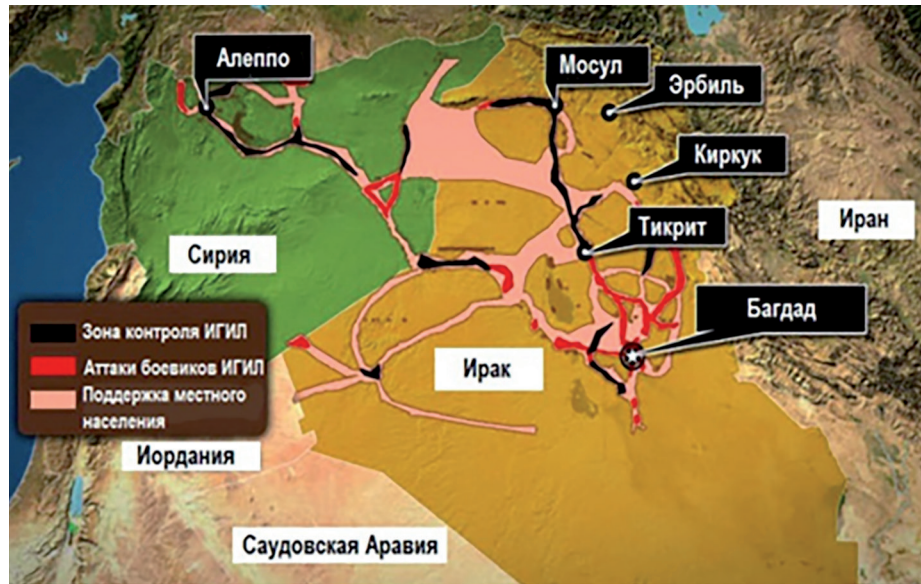 Алеппо
Мосул
Эрбиль
Киркук
Тикрит
Иран
Сирия
Багдад
Зона контроля ИГИЛ
Аттаки боевиков ИГИЛ
Поддержка местного
населения
Ирак
Иордания
Саудовская Аравия